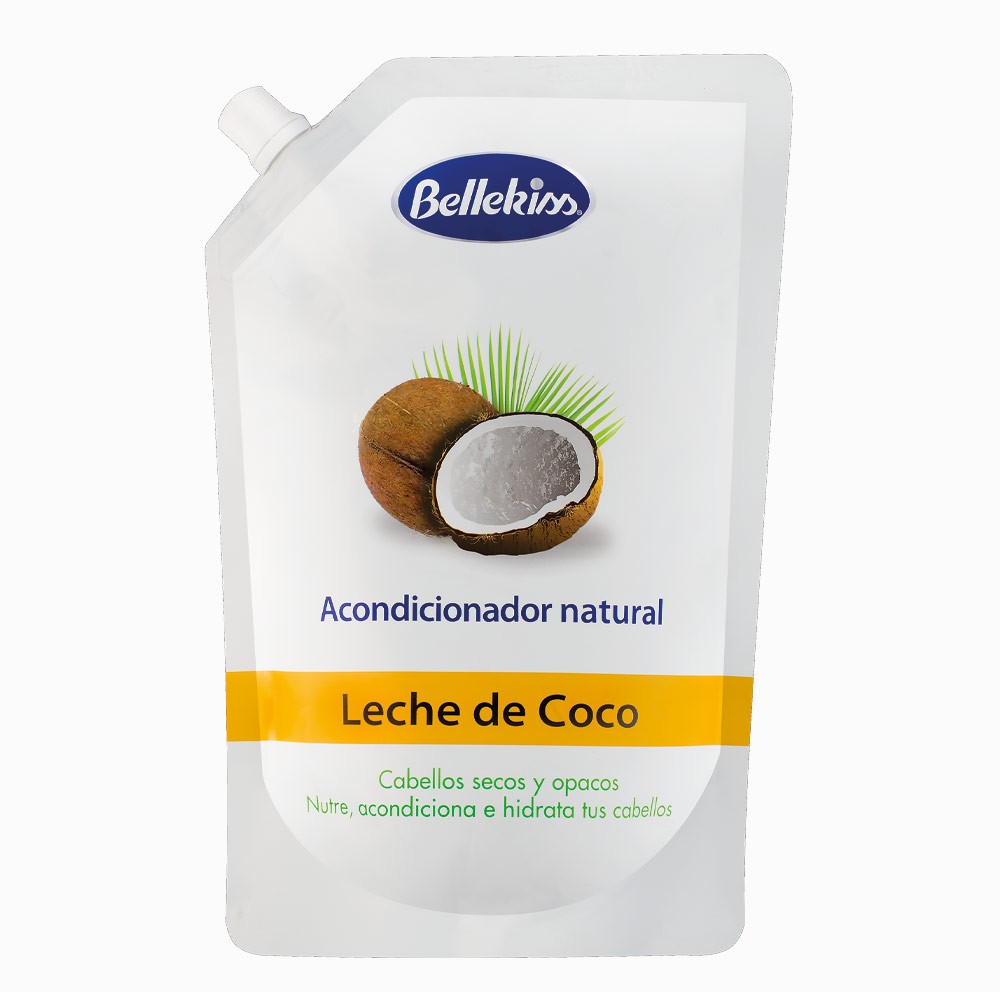 Bellekiss
Acondicionador natural
Leche de Coco
Cabellos secos y opacos
Nutre, acondiciona e hidrata tus cabellos